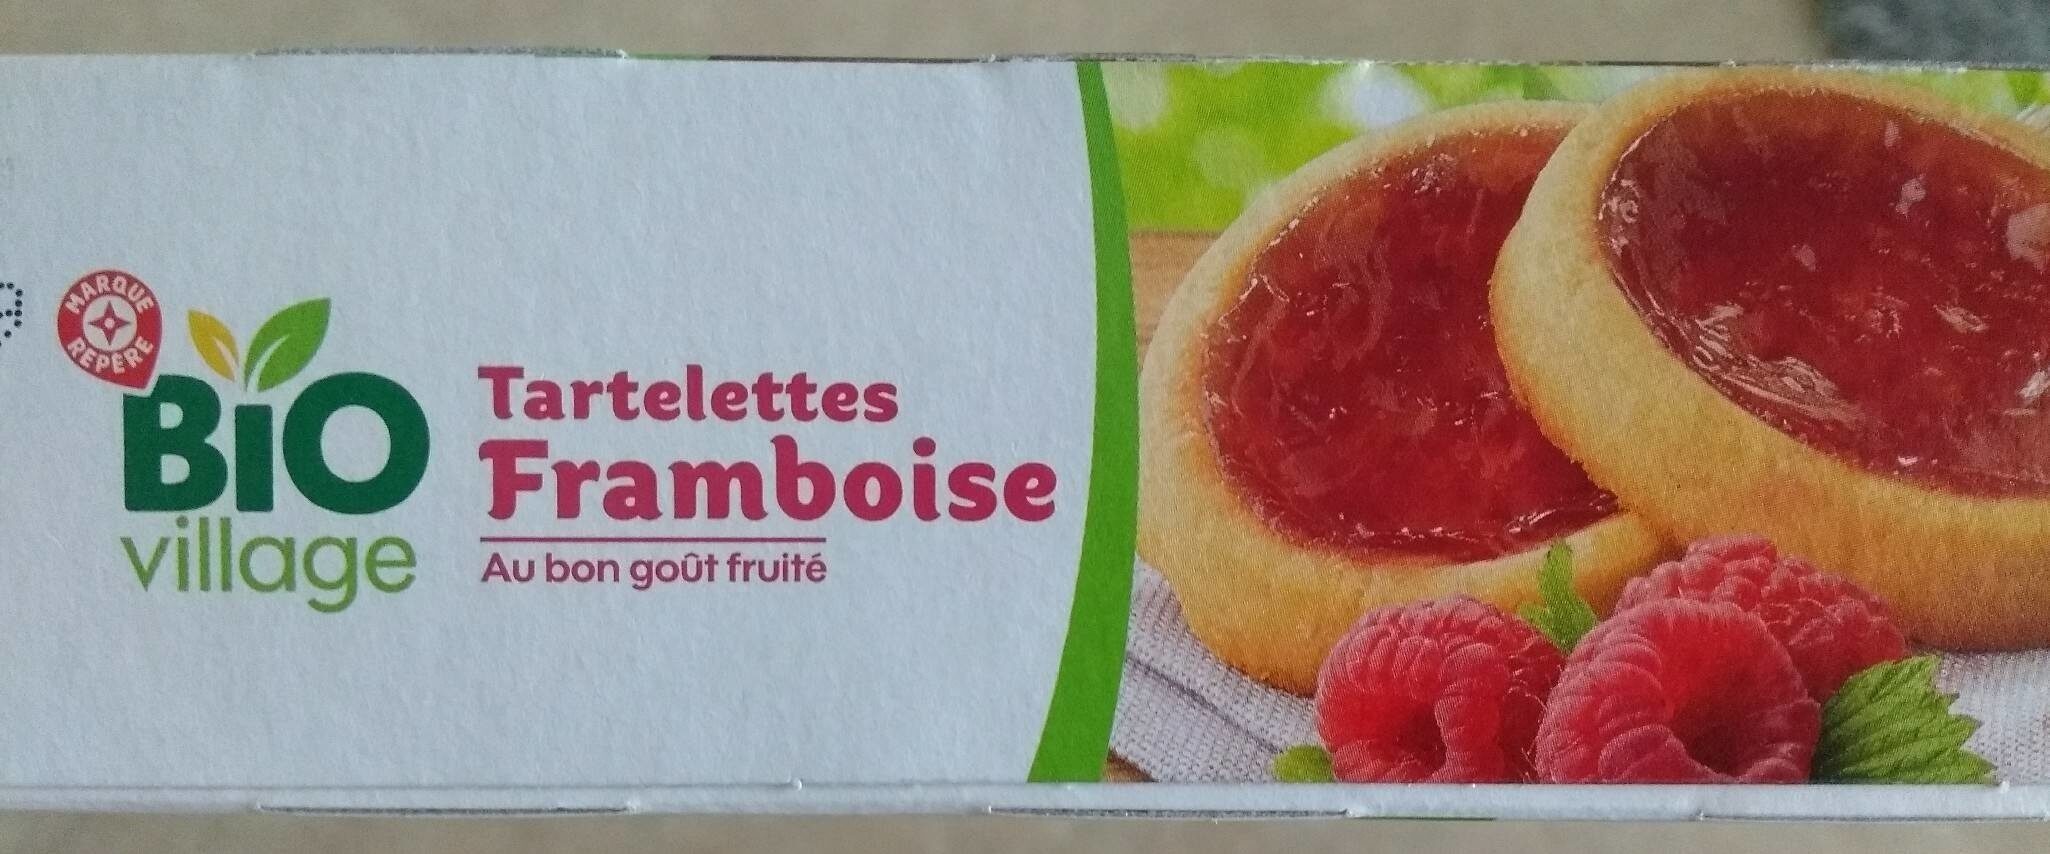 MARQUE
REPÈRE
BiO
village
Tartelettes
Framboise
Au bon goût fruité